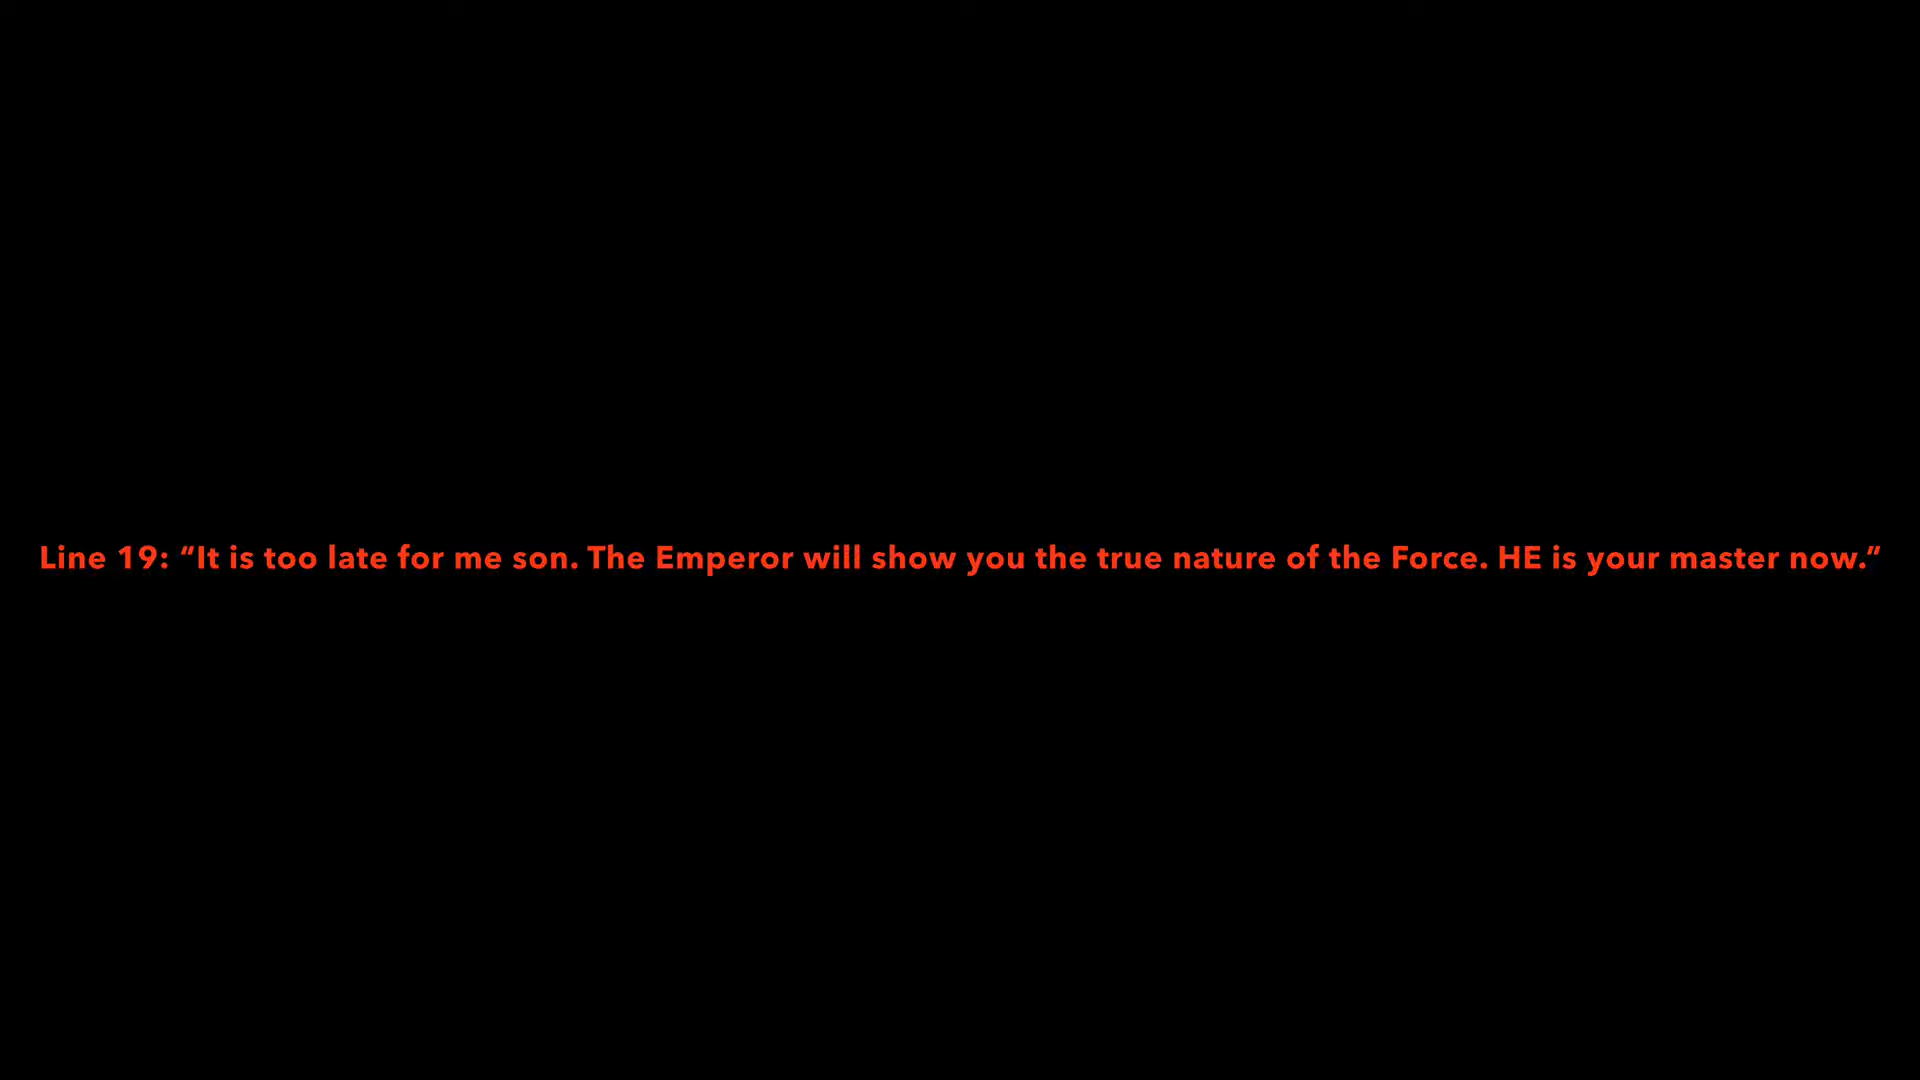 Line 19: “It is too late for me son. The Emperor will show you the true nature of the Force. HE is your master now.”